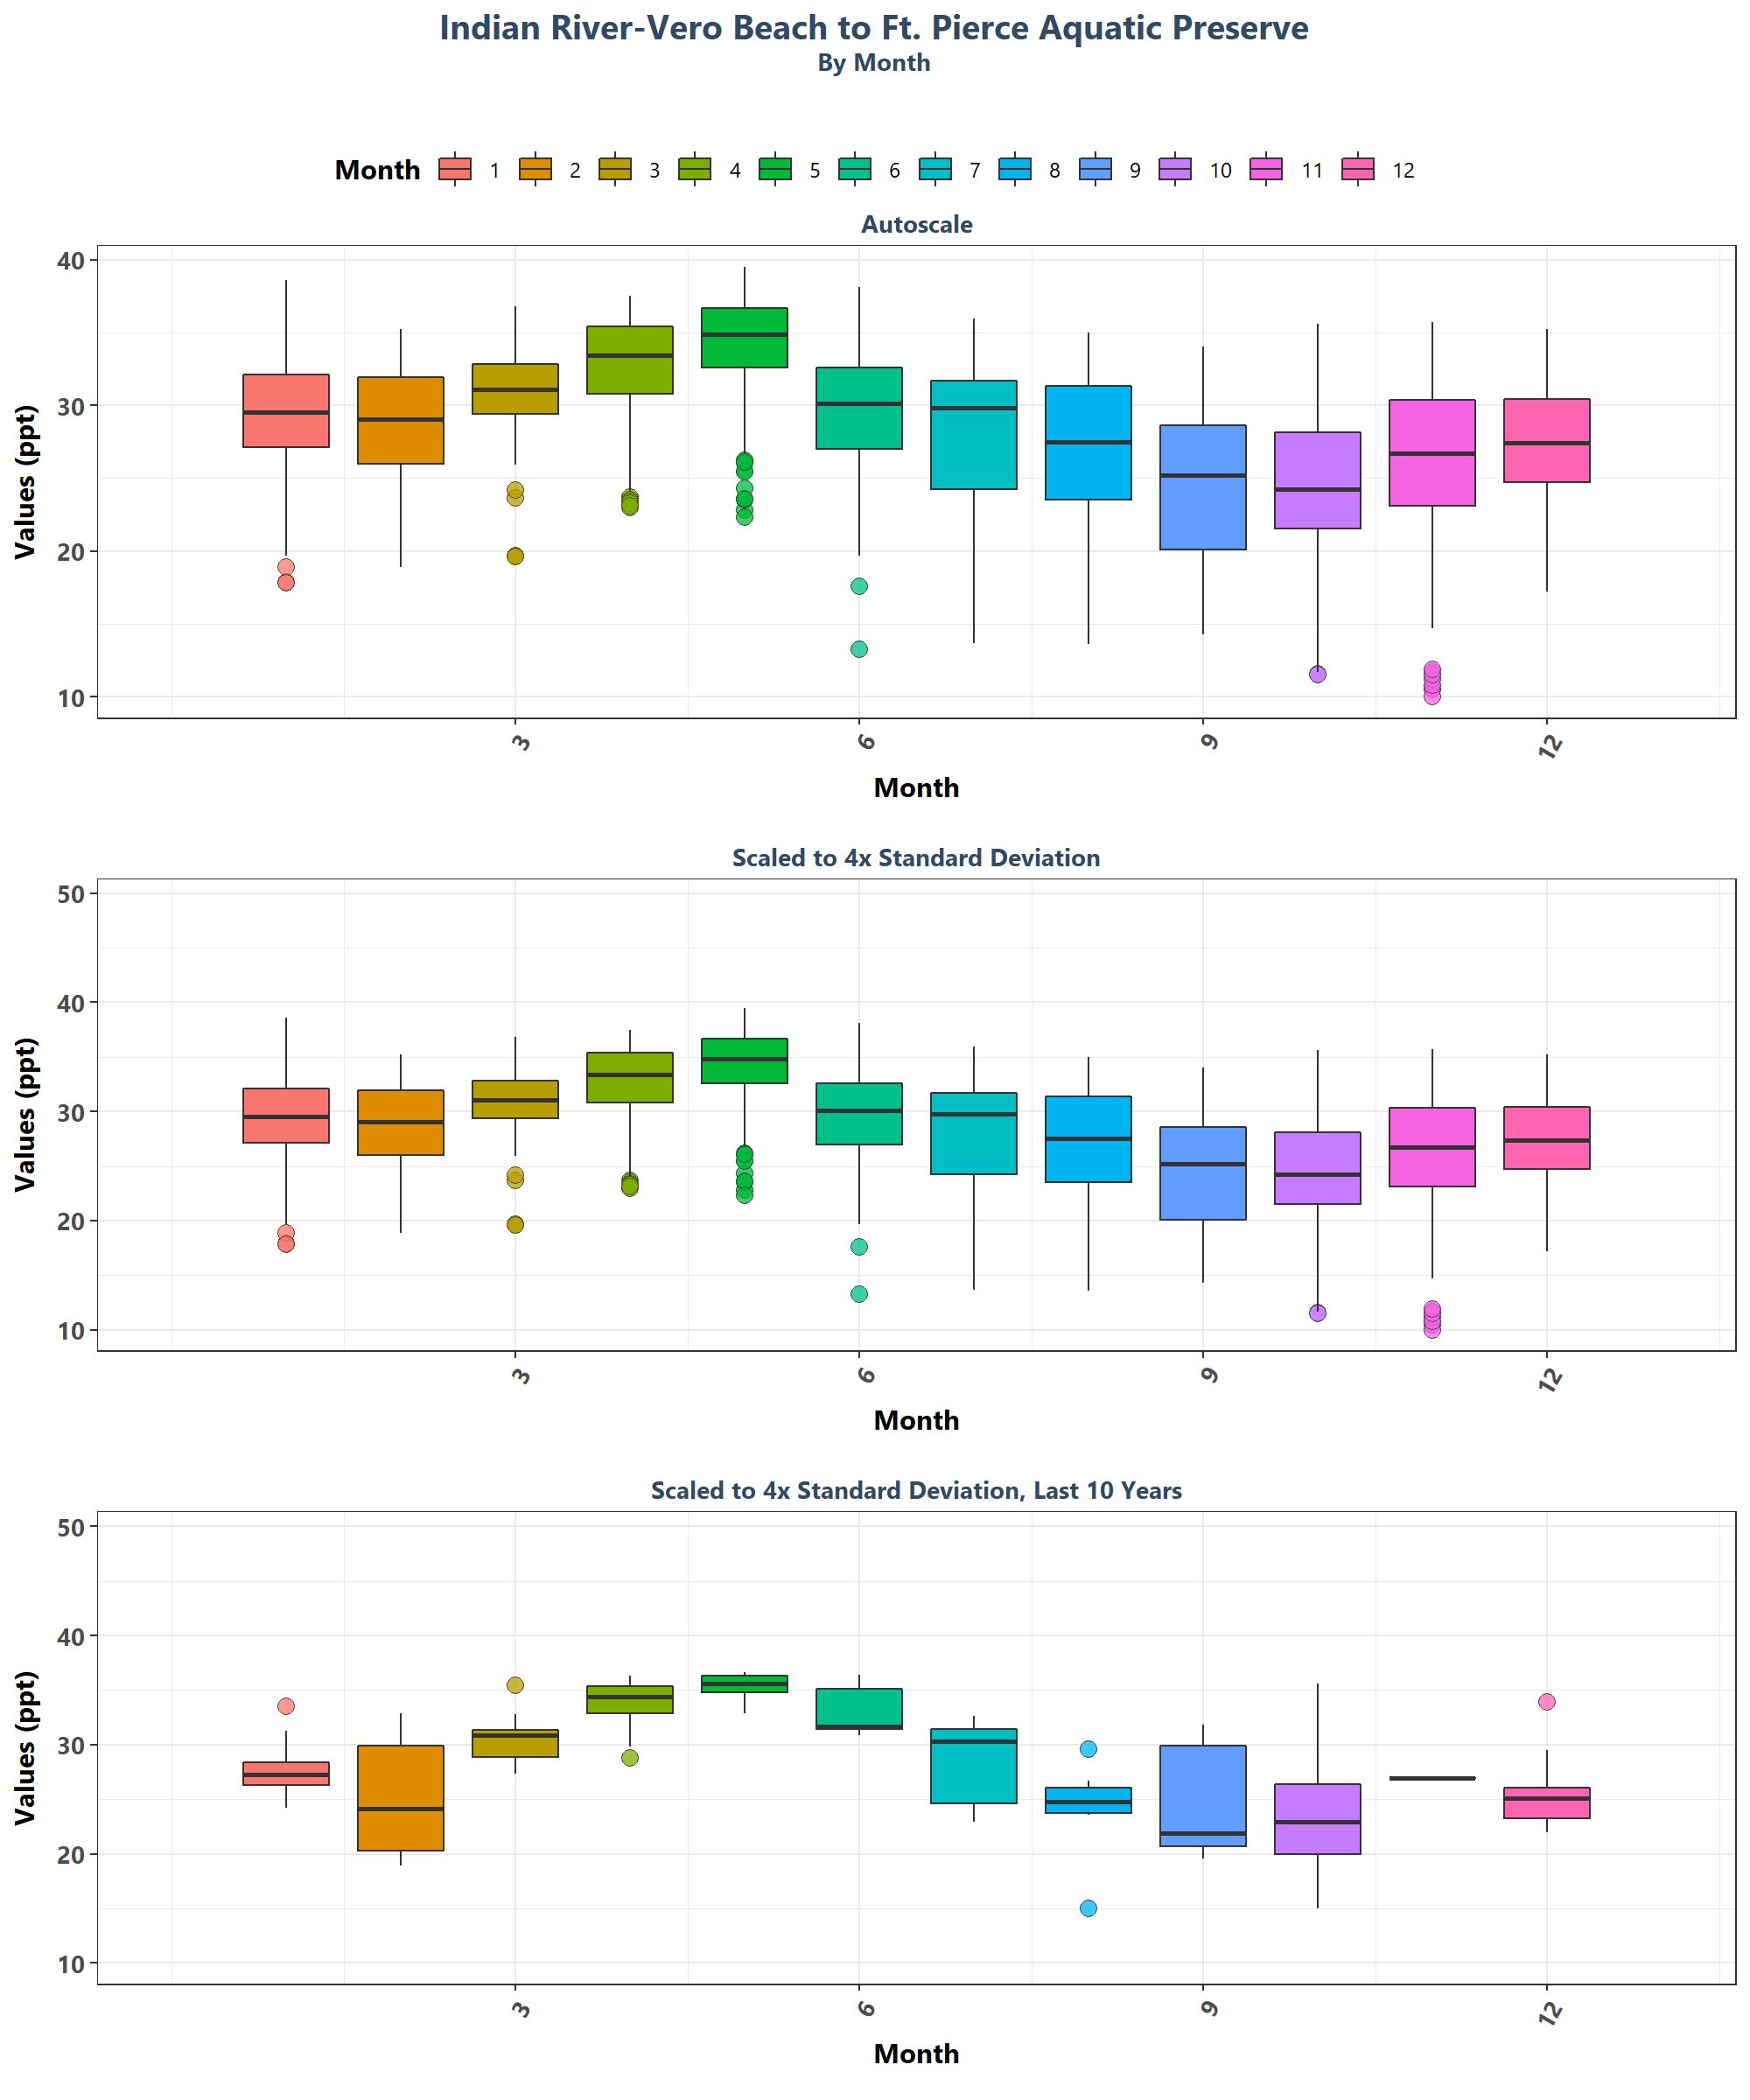 Indian River-Vero Beach to Ft. Pierce Aquatic Preserve
By Month
Month 1 2 3 4 5 6 7 8 9 10 11 12
Autoscale
Values (ppt)
40
30
20
10
3 6 9 12
Month
Scaled to 4x Standard Deviation
Values (ppt)
50
40
30
20
10
3 6 9 12
Month
Scaled to 4x Standard Deviation, Last 10 Years
Values (ppt)
50
40
30
20
10
3 6 9 12
Month